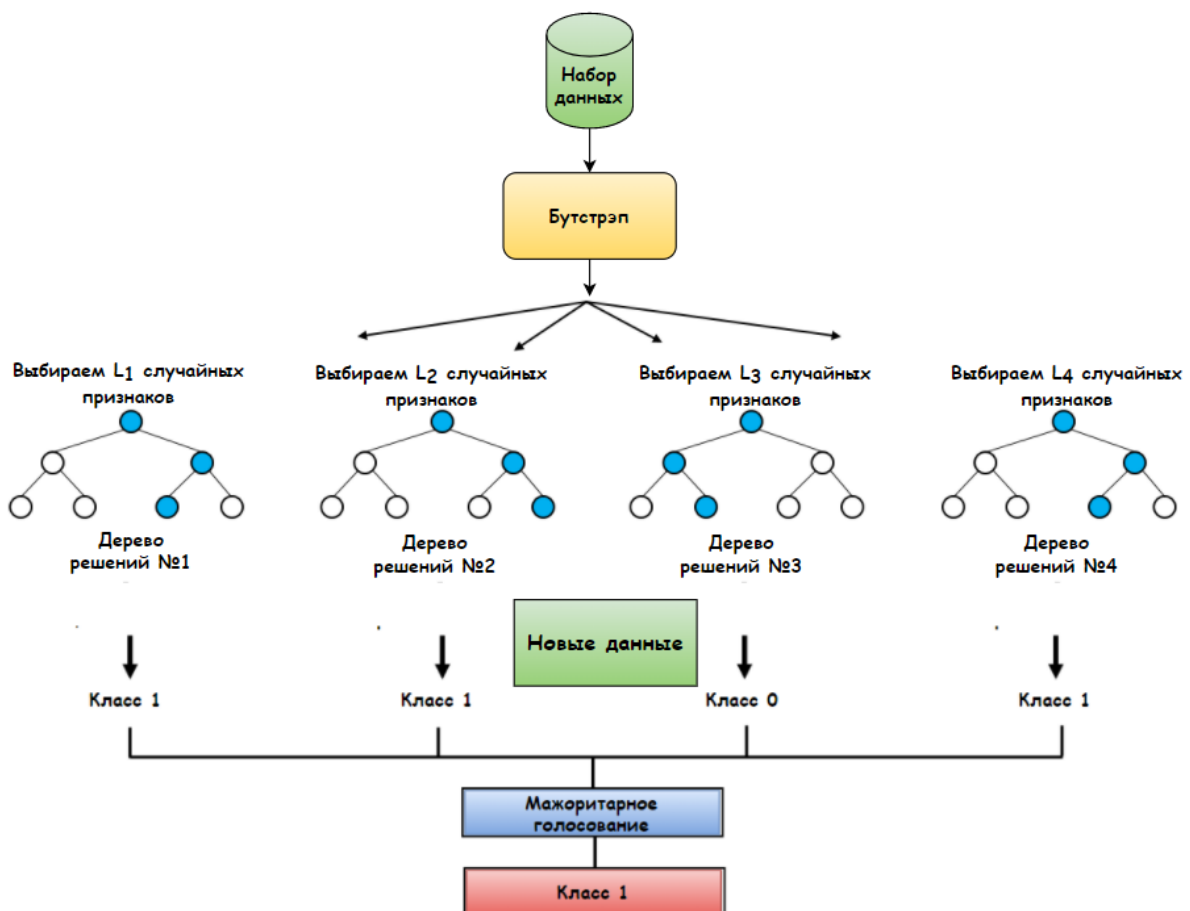 Набор
данных
Бутстрэп
Выбираем L1 случайных
признаков
Выбираем L2 случайных
признаков
Выбираем L3 случайных
признаков
Выбираем L4 случайных
признаков
Дерево
решений №1
Дерево
решений №2
Дерево
решений №3
Дерево
решений №4
Новые данные
Класс 1
Класс 1
Класс 0
Класс 1
Мажоритарное
голосование
Класс 1